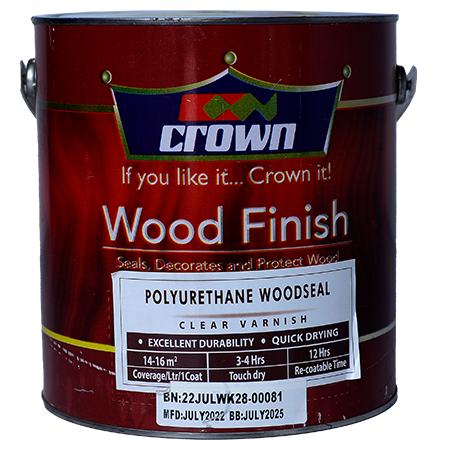 CROWN
If you like it... Crown it!
Wood Finish
Seals, Decorates and Protect Wood
POLYURETHANE WOODSEAL
CLEAR VARNISH
• EXCELLENT DURABILITY • QUICK DRYING
14-16 m² 3-4 Hrs 12 Hrs
Coverage/Ltr/1Coat Touch dry Re-coatable Time
BN:22JULWK28-00081
MFD:JULY2022 BB:JULY2025